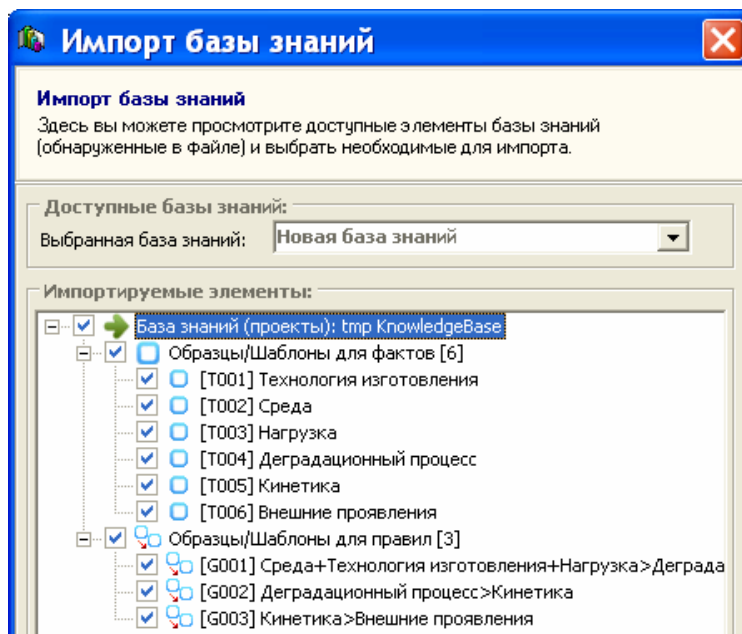 Импорт базы знаний
Импорт базы знаний
Здесь вы можете просмотрите доступные элементы базы знаний
(обнаруженные в файле) и выбрать необходимые для импорта.
Доступные базы знаний:
Выбранная база знаний: Новая база знаний
Импортируемые элементы:
База знаний (проекты): tmp KnowledgeBase
Образцы/Шаблоны для фактов [6]
[T001] Технология изготовления
[T002] Среда
[T003] Нагрузка
[T004] Деградационный процесс
[T005] Кинетика
[T006] Внешние проявления
Образцы/Шаблоны для правил [3]
[G001] Среда+Технология изготовления+Нагрузка>Деграда
[G002] Деградационный процесс>Кинетика
[G003] Кинетика>Внешние проявления